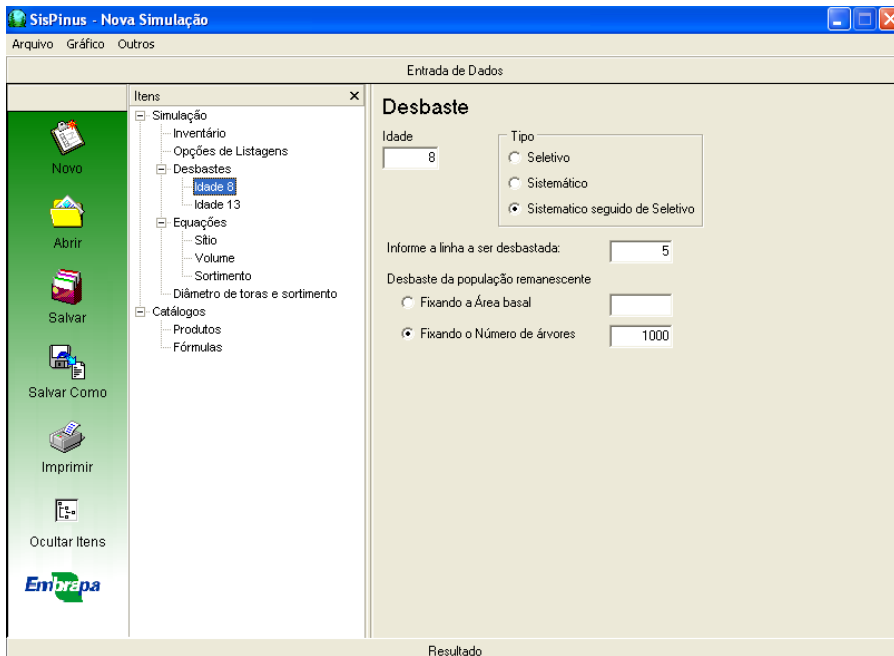 SisPinus - Nova Simulação
Arquivo Gráfico Outros
Entrada de Dados
Novo
Abrir
Salvar
Salvar Como
Imprimir
Ocultar Itens
Embrapa
Itens
Simulação
Inventário
Opções de Listagens
Desbastes
Idade 8
Idade 13
Equações
Sítio
Volume
Sortimento
Diâmetro de toras e sortimento
Catálogos
Produtos
Fórmulas
Desbaste
Idade
8
Tipo
Seletivo
Sistemático
Sistematico seguido de Seletivo
Informe a linha a ser desbastada: 5
Desbaste da população remanescente
Fixando a Área basal
Fixando o Número de árvores 1000
Resultado